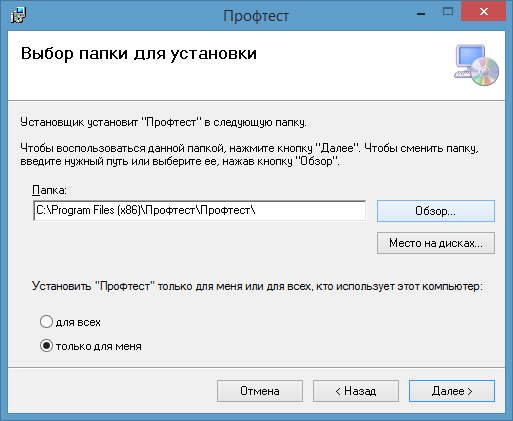 Профтест
Выбор папки для установки
Установщик установит "Профтест" в следующую папку.
Чтобы воспользоваться данной папкой, нажмите кнопку "Далее". Чтобы сменить папку,
введите нужный путь или выберите ее, нажав кнопку "Обзор".
Папка:
C:\Program Files (x86)\Профтест\Профтест\
Обзор...
Место на дисках...
Установить "Профтест" только для меня или для всех, кто использует этот компьютер:
для всех
только для меня
Отмена
< Назад
Далее >